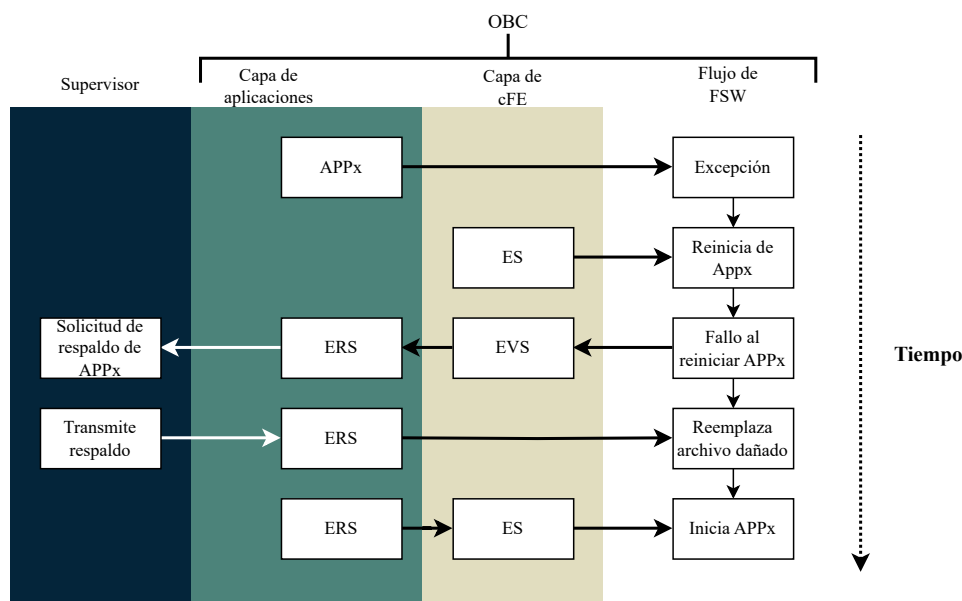 OBC
Supervisor
Capa de
aplicaciones
Capa de
cFE
Flujo de
FSW
APPx
Excepción
ES
Reinicia de
Appx
Solicitud de
respaldo de
APPx
ERS
EVS
Fallo al
reiniciar APPx
Tiempo
Transmite
respaldo
ERS
Reemplaza
archivo dañado
ERS
ES
Inicia APPx